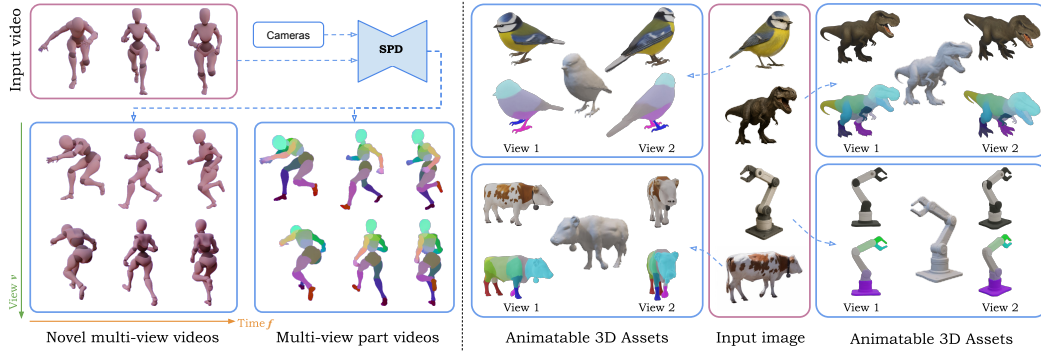 Input video
Cameras
SPD
View v
Time f
Novel multi-view videos
Multi-view part videos
View 1
View 2
View 1
View 2
View 1
View 2
View 1
View 2
Animatable 3D Assets
Input image
Animatable 3D Assets